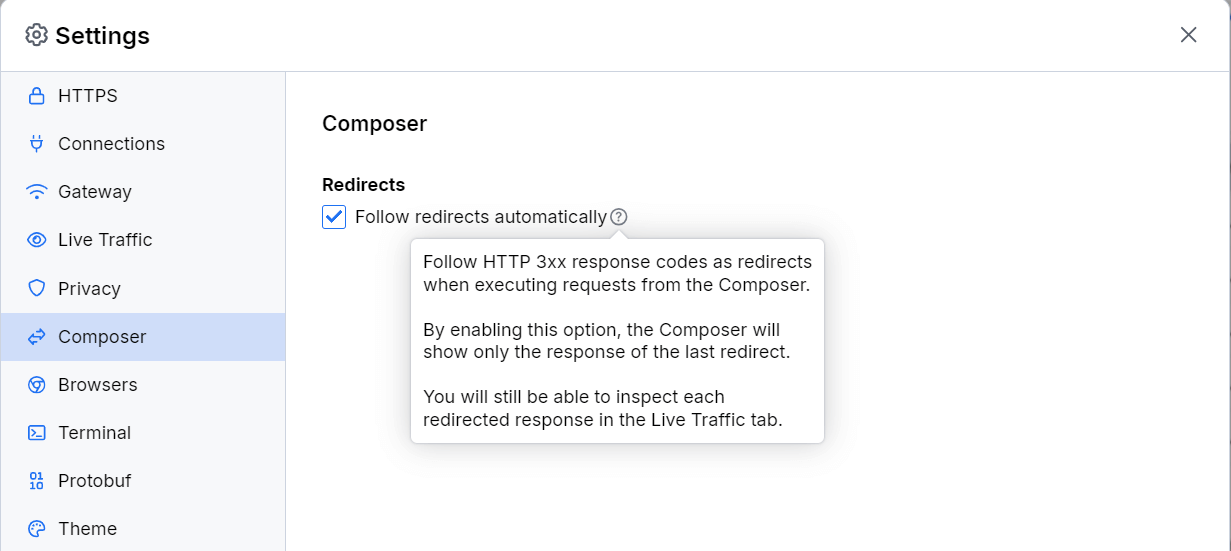 Settings
HTTPS
Connections
Gateway
Live Traffic
Privacy
Composer
Browsers
Terminal
Protobuf
Theme
Composer
Redirects
Follow redirects automatically
Follow HTTP 3xx response codes as redirects
when executing requests from the Composer.
By enabling this option, the Composer will
show only the response of the last redirect.
You will still be able to inspect each
redirected response in the Live Traffic tab.